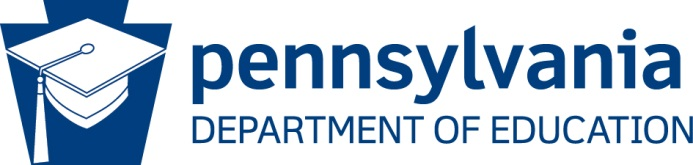 pennsylvania
DEPARTMENT OF EDUCATION